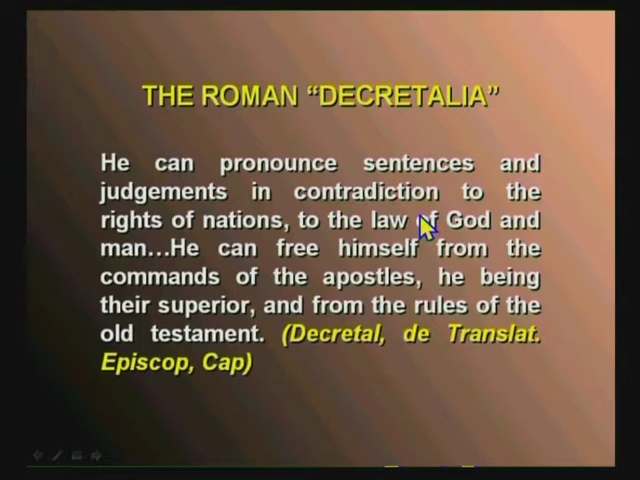 THE ROMAN “DECRETALIA”
He can pronounce sentences and
judgements in contradiction to the
rights of nations, to the law of God and
man…He can free himself from the
commands of the apostles, he being
their superior, and from the rules of the
old testament. (Decretal, de Translat.
Episcop, Cap)